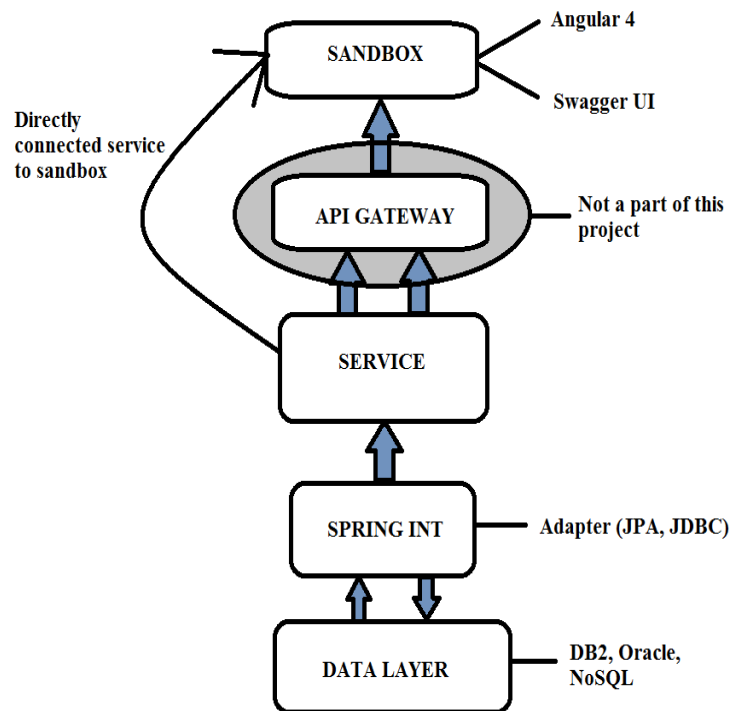 Angular 4
SANDBOX
Swagger UI
Directly
connected service
to sandbox
API GATEWAY
Not a part of this
project
SERVICE
SPRING INT
Adapter (JPA, JDBC)
DATA LAYER
DB2, Oracle,
NoSQL